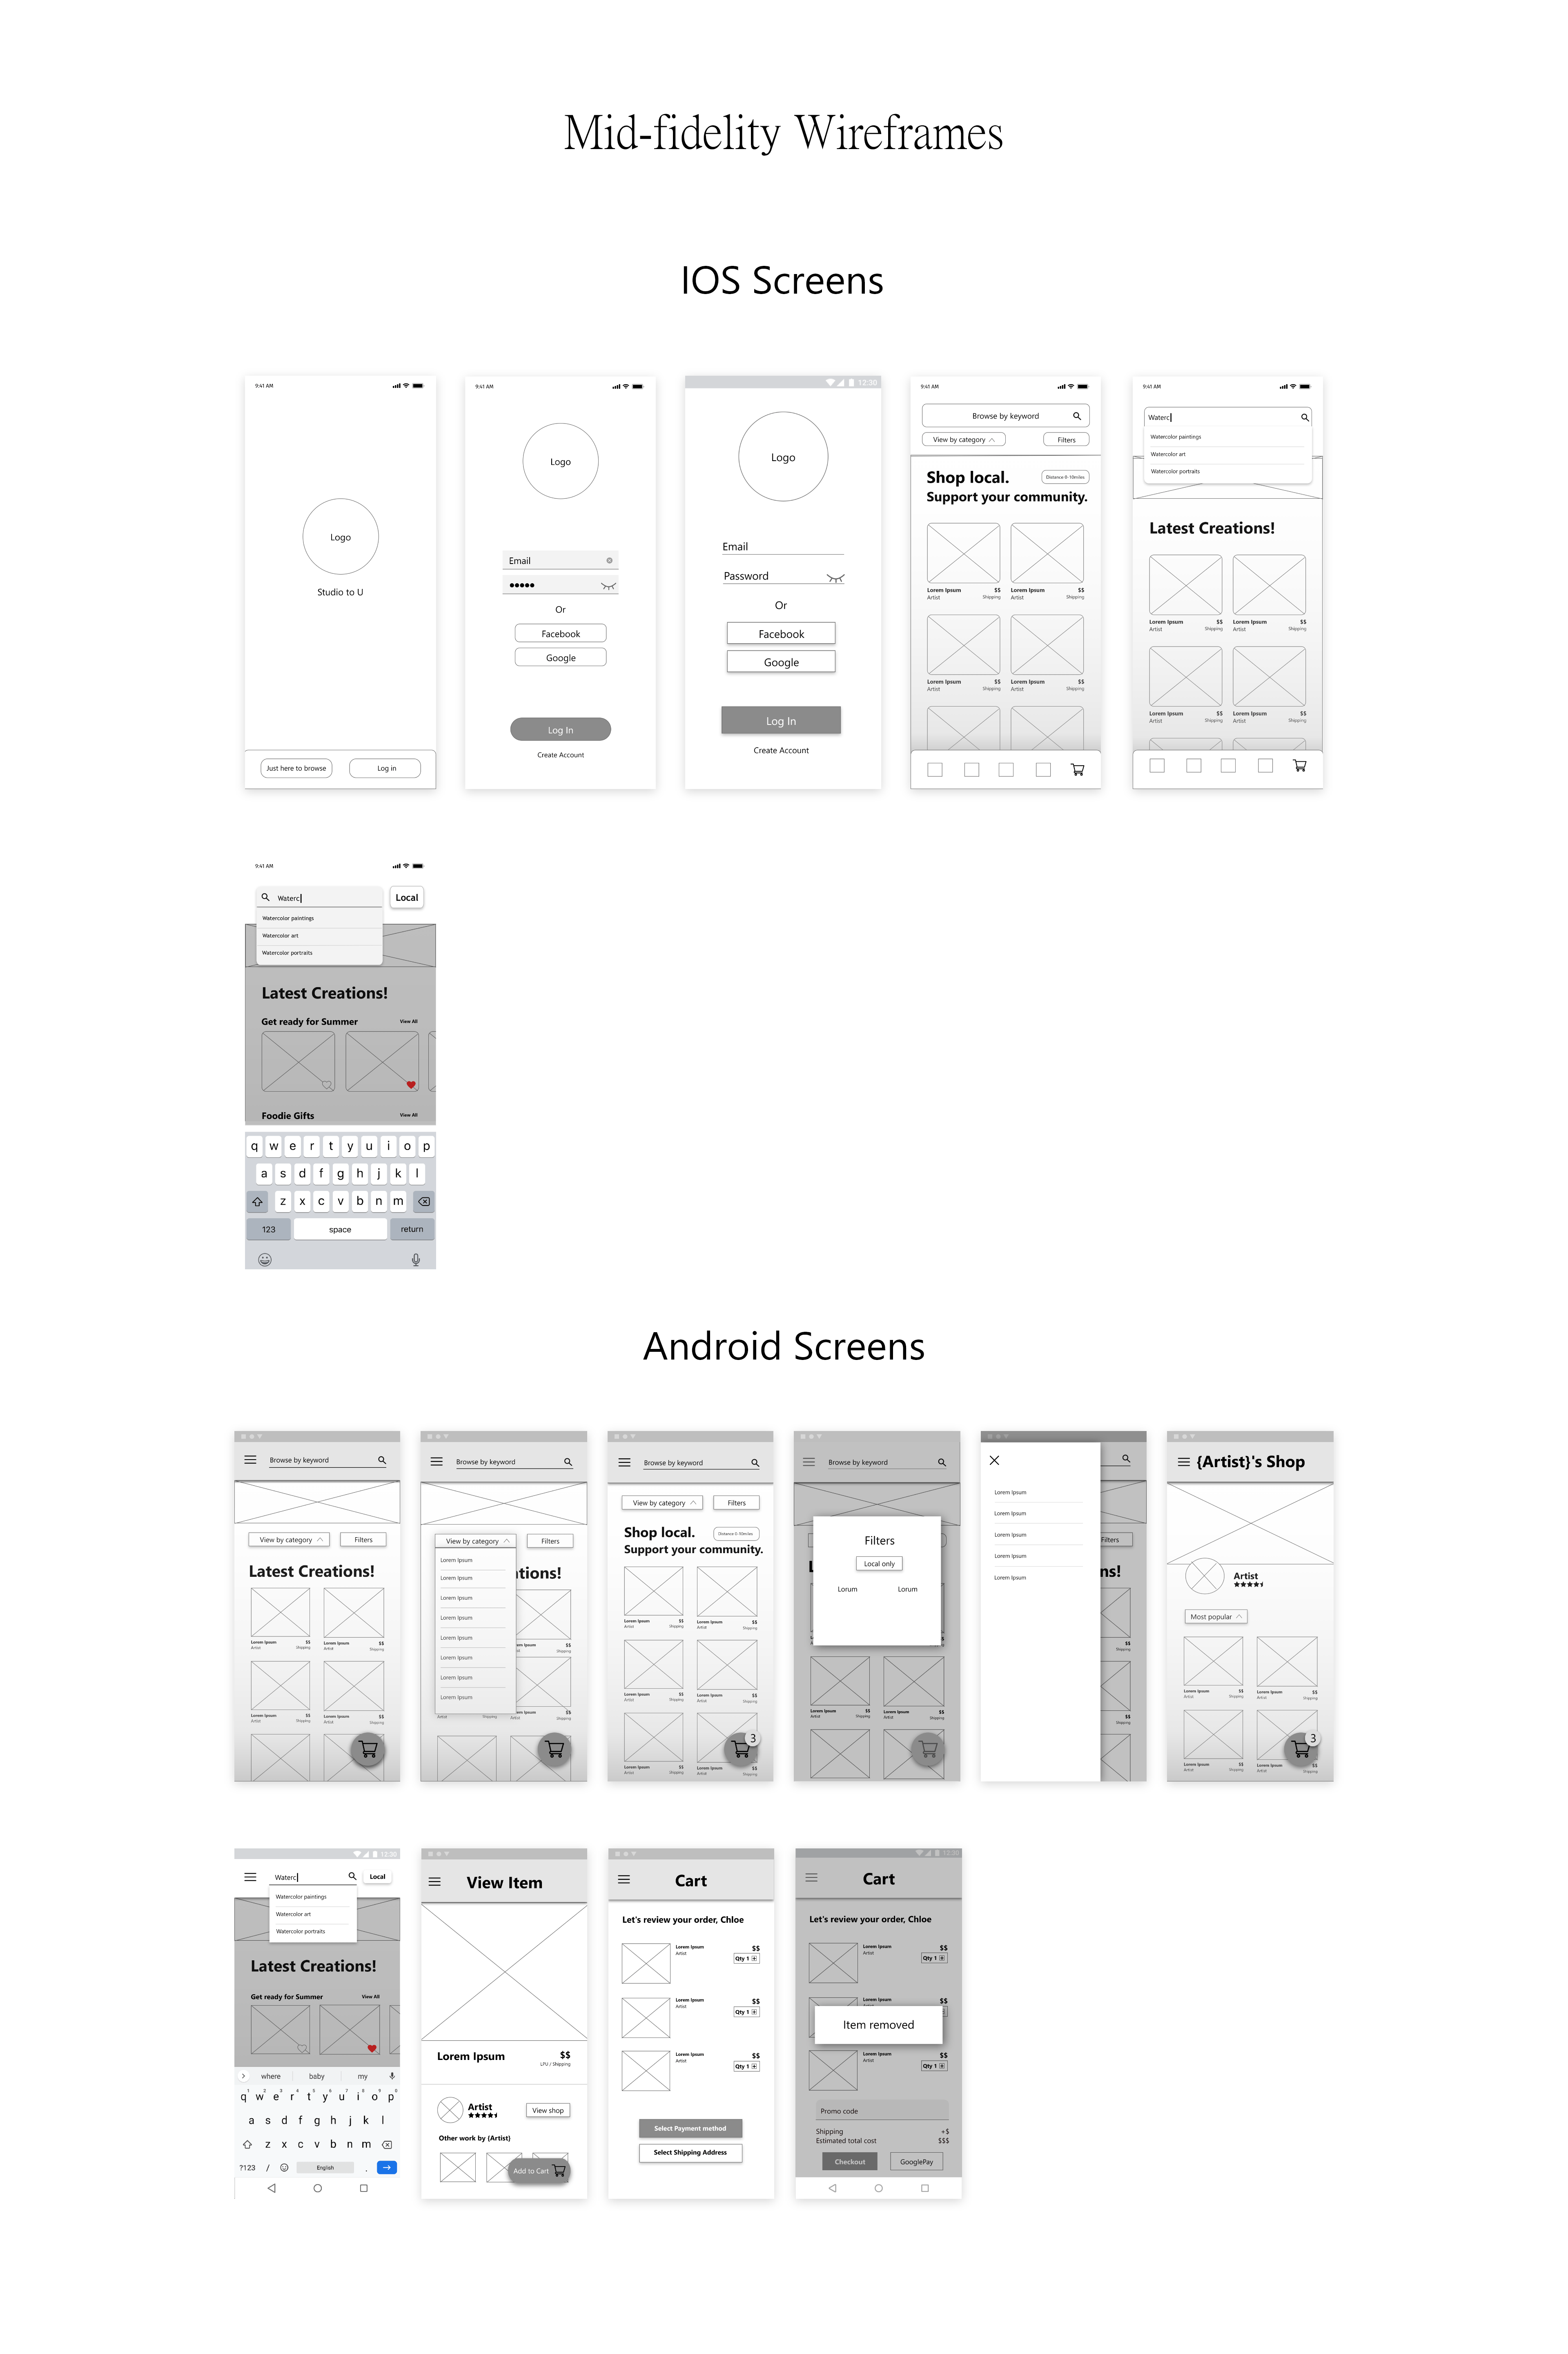 Mid-fidelity Wireframes
IOS Screens
9:41 AM
Logo
Studio to U
Just here to browse
Log in
9:41 AM
Logo
Email
Or
Facebook
Google
Log In
Create Account
12:30
Logo
Email
Password
Or
Facebook
Google
Log In
Create Account
9:41 AM
Browse by keyword
View by category
Filters
Shop local.
Distance 0-10miles
Support your community.
Lorem Ipsum $$ Lorem Ipsum $$
Artist Shipping Artist Shipping
Lorem Ipsum $$ Lorem Ipsum $$
Artist Shipping Artist Shipping
9:41 AM
Waterc
Watercolor paintings
Watercolor art
Watercolor portraits
Latest Creations!
Lorem Ipsum $$ Lorem Ipsum $$
Artist Shipping Artist Shipping
Lorem Ipsum $$ Lorem Ipsum $$
Artist Shipping Artist Shipping
9:41 AM
Waterc
Local
Watercolor paintings
Watercolor art
Watercolor portraits
Latest Creations!
Get ready for Summer View All
Foodie Gifts View All
q w e r t y u i o p
a s d f g h j k l
z x c v b n m
123 space return
Android Screens
Browse by keyword
View by category
Filters
Latest Creations!
Lorem Ipsum $$ Lorem Ipsum $$
Artist Shipping Artist Shipping
Lorem Ipsum $$ Lorem Ipsum $$
Artist Shipping Artist Shipping
Browse by keyword
View by category
Filters
Lorem Ipsum
Lorem Ipsum
Lorem Ipsum
Lorem Ipsum
Lorem Ipsum
Lorem Ipsum
Lorem Ipsum
Lorem Ipsum
tions!
$$
Shipping
$$
Artist Shipping Artist Shipping
Browse by keyword
View by category
Filters
Shop local.
Support your community.
Lorem Ipsum $$ Lorem Ipsum $$
Artist Shipping Artist Shipping
Lorem Ipsum $$ Lorem Ipsum $$
Artist Shipping Artist Shipping
3
Lorem Ipsum $$ Lorem Ipsum $$
Artist Shipping Artist Shipping
Browse by keyword
Filters
Local only
Lorum Lorum
Lorem Ipsum $$ Lorem Ipsum $$
Artist Shipping Artist Shipping
Lorem Ipsum
Lorem Ipsum
Lorem Ipsum
Lorem Ipsum
Lorem Ipsum
Filters
ns!
$$
Shipping
$$
Shipping
{Artist}'s Shop
Artist
Most popular
Lorem Ipsum $$ Lorem Ipsum $$
Artist Shipping Artist Shipping
3
Lorem Ipsum $$ Lorem Ipsum $$
Artist Shipping Artist Shipping
12:30
Waterc
Local
Watercolor paintings
Watercolor art
Watercolor portraits
Latest Creations!
Get ready for Summer View All
where baby my
1 2 3 4 5 6 7 8 9 0
q w e r t y u i o p
a s d f g h j k l
z x c v b n m
?123 / English .
View Item
Lorem Ipsum $$
LPU / Shipping
Artist
View shop
Other work by {Artist}
Add to Cart
Cart
Let's review your order, Chloe
Lorem Ipsum $$
Artist Qty 1
Lorem Ipsum $$
Artist Qty 1
Lorem Ipsum $$
Artist Qty 1
Select Payment method
Select Shipping Address
12:30
Cart
Let's review your order, Chloe
Lorem Ipsum $$
Artist Qty 1
Lorem Ipsum $$
Item removed
Lorem Ipsum $$
Artist Qty 1
Promo code
Shipping +$
Estimated total cost $$$
Checkout
GooglePay